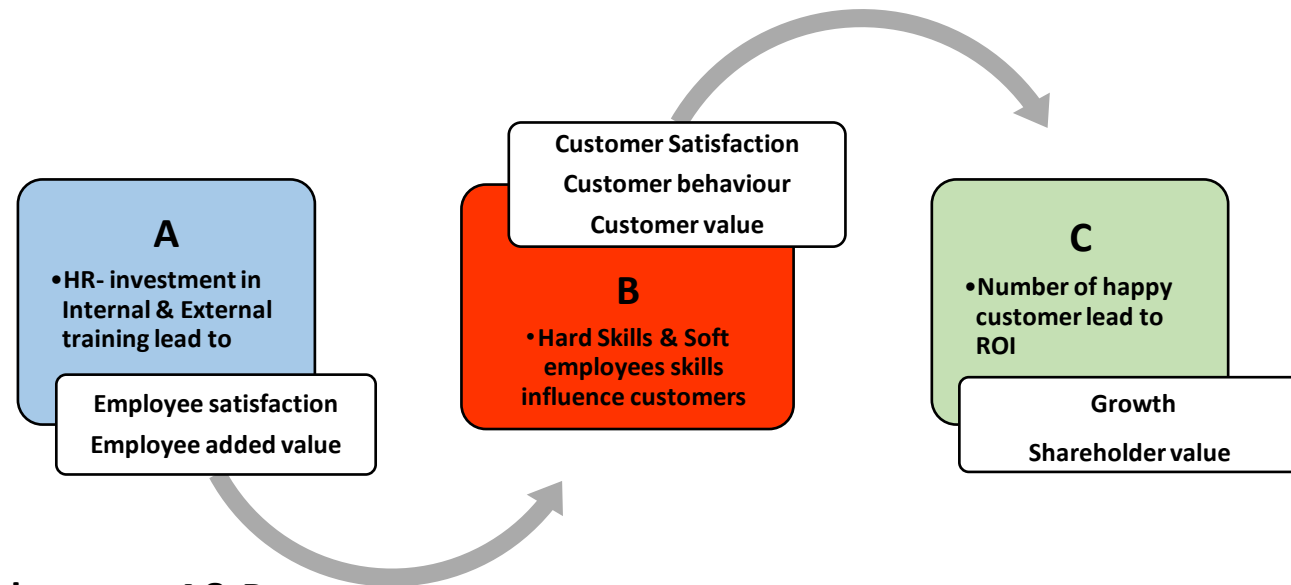 A
•HR- investment in
Internal & External
training lead to
Employee satisfaction
Employee added value
Customer Satisfaction
Customer behaviour
Customer value
B
•Hard Skills & Soft
employees skills
influence customers
C
•Number of happy
customer lead to
ROI
Growth
Shareholder value